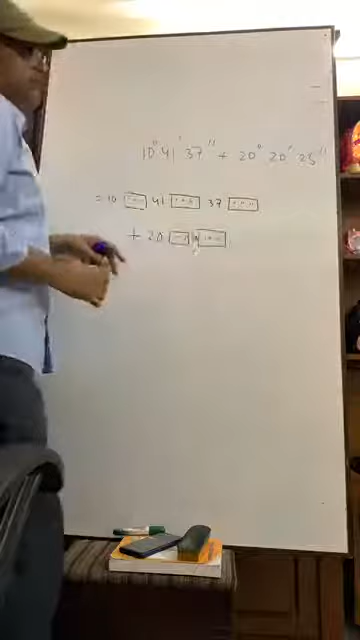 10° 41' 37" + 20° 20' 25"
= 10 [°'"] 41 [°'"] 37 [°'"]
+ 20 [°'"] [°'"]